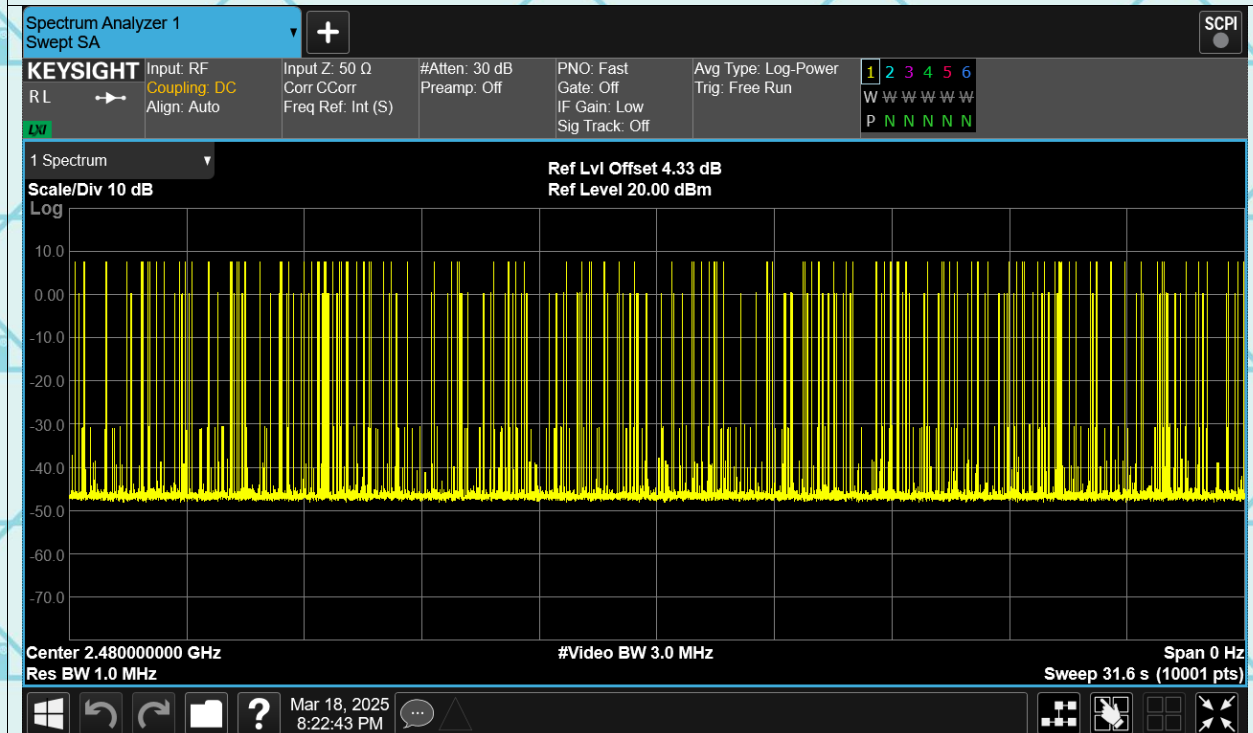 Spectrum Analyzer 1
Swept SA
+
SCPI
KEYSIGHT
R L
LXI
Input: RF
Coupling: DC
Align: Auto
Input Z: 50 Ω
Corr CCorr
Freq Ref: Int (S)
#Atten: 30 dB
Preamp: Off
PNO: Fast
Gate: Off
IF Gain: Low
Sig Track: Off
Avg Type: Log-Power
Trig: Free Run
1 2 3 4 5 6
W W W W W W
P N N N N N
1 Spectrum
Scale/Div 10 dB
Log
Ref Lvl Offset 4.33 dB
Ref Level 20.00 dBm
10.0
0.00
-10.0
-20.0
-30.0
-40.0
-50.0
-60.0
-70.0
Center 2.480000000 GHz
Res BW 1.0 MHz
#Video BW 3.0 MHz
Span 0 Hz
Sweep 31.6 s (10001 pts)
?
Mar 18, 2025
8:22:43 PM